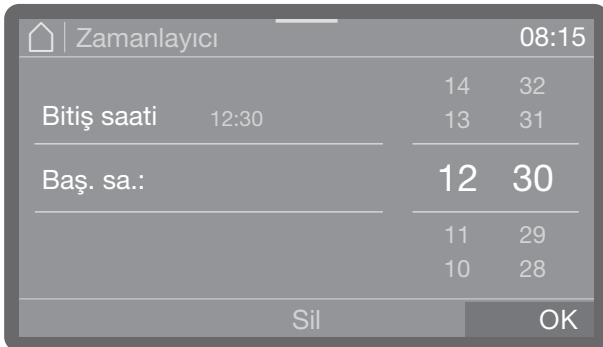 Zamanlayıcı 08:15
14 32
Bitiş saati 12:30 13 31
Baş. sa.: 12 30
11 29
10 28
Sil OK